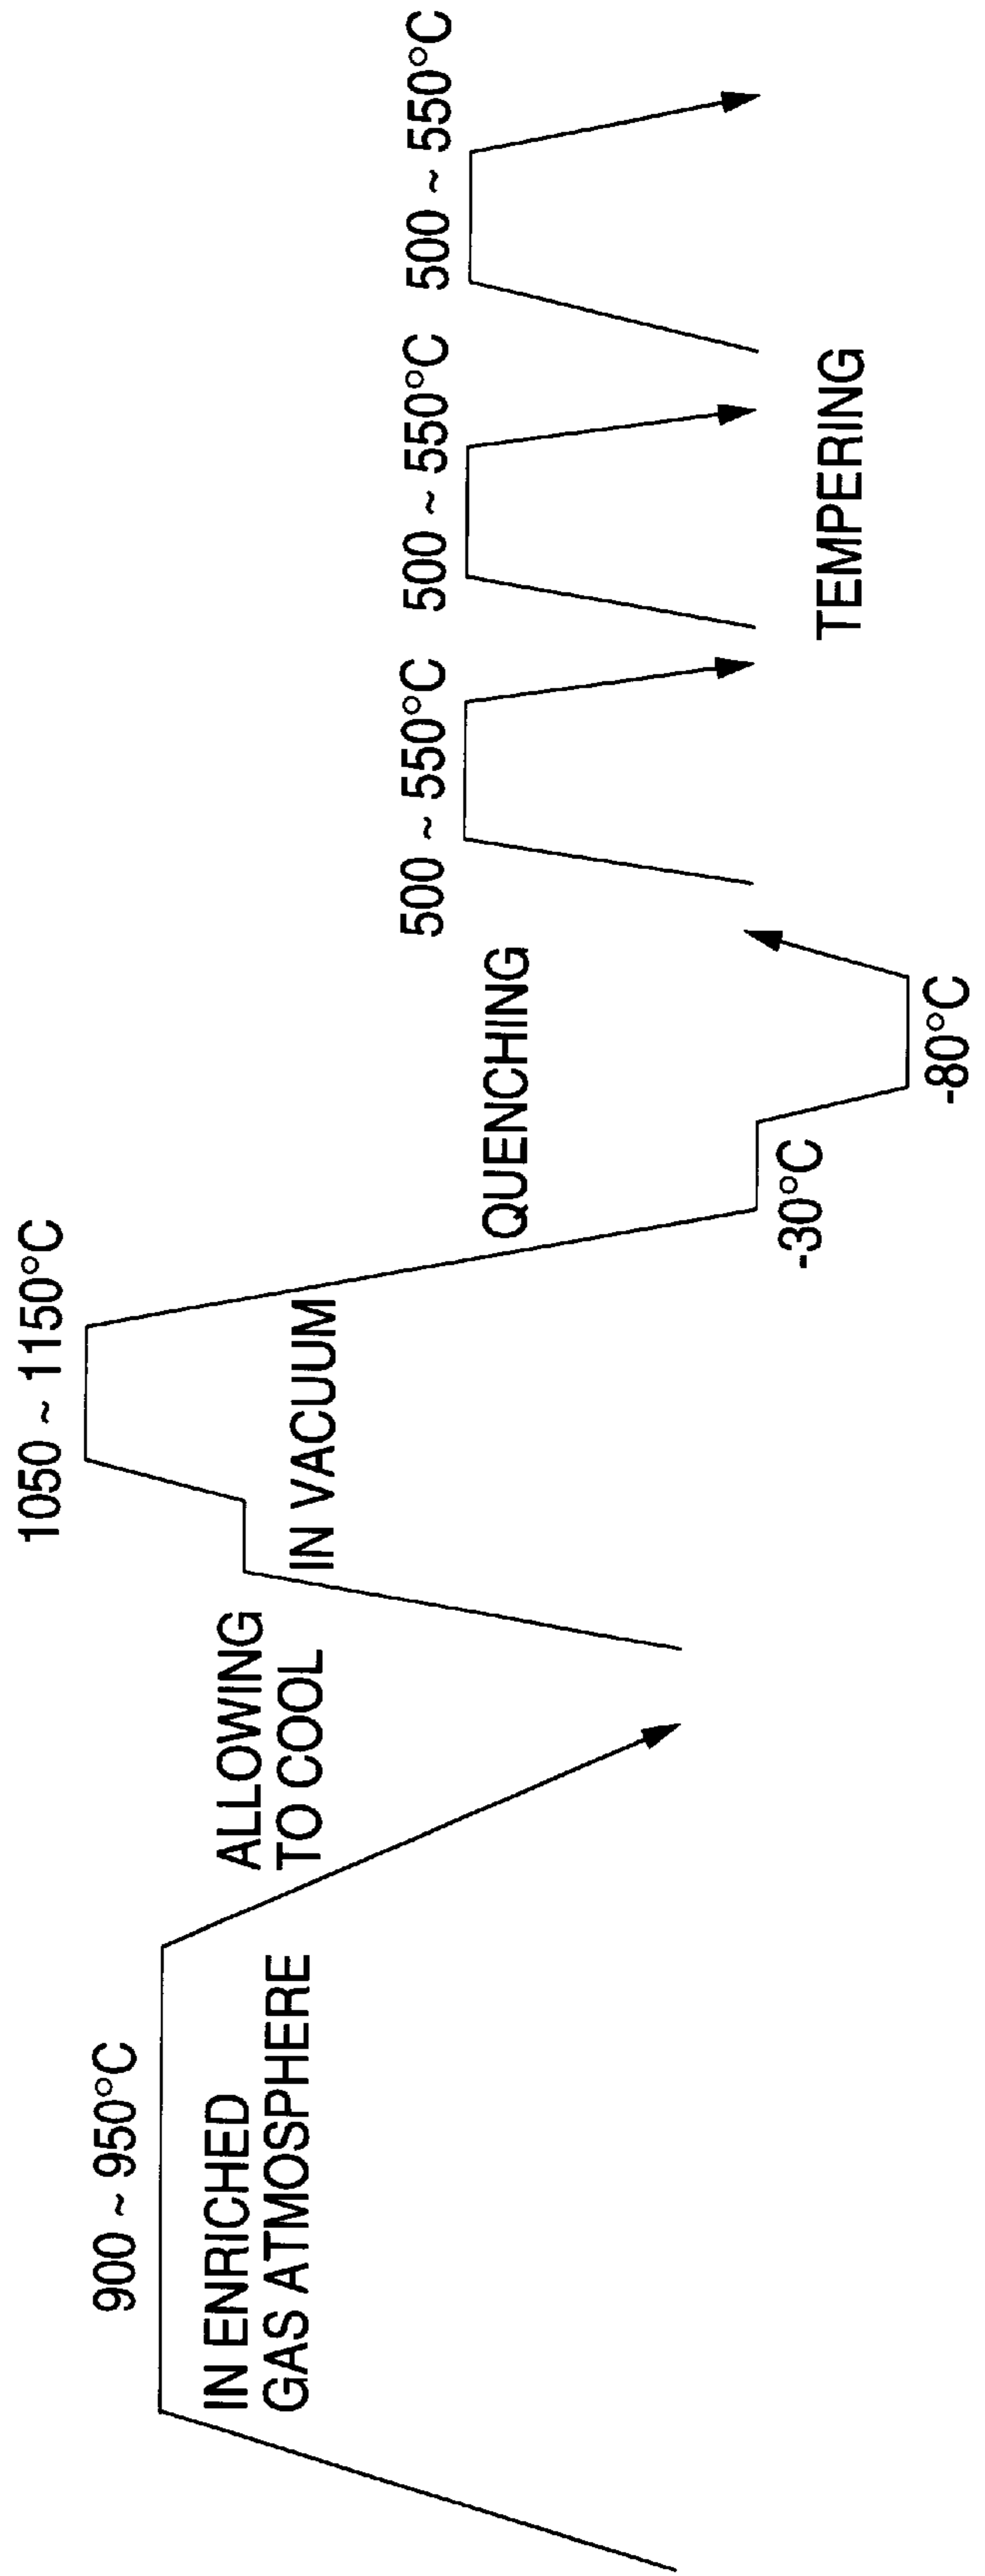 900 ~ 950°C
IN ENRICHED
GAS ATMOSPHERE
ALLOWING
TO COOL
1050 ~ 1150°C
IN VACUUM
QUENCHING
-30°C
-80°C
500 ~ 550°C
500 ~ 550°C
500 ~ 550°C
TEMPERING